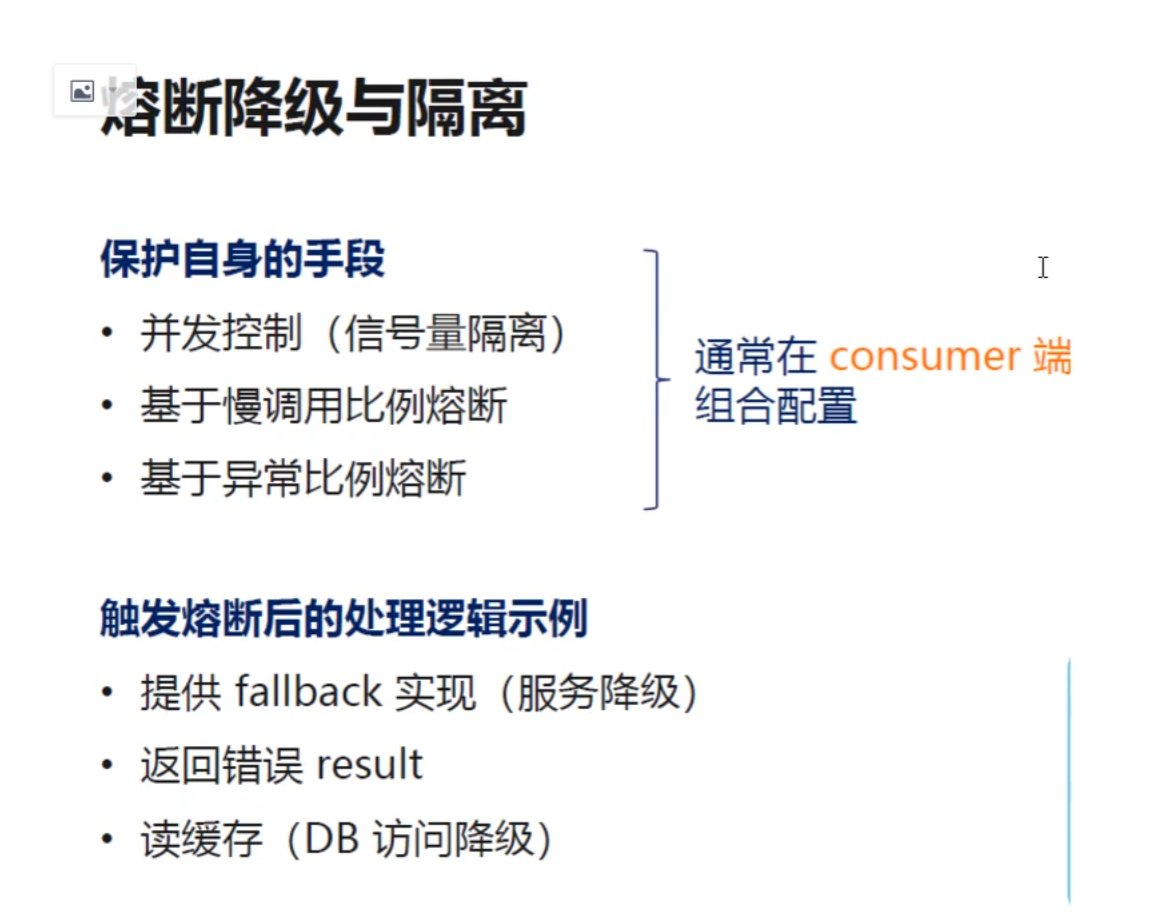 熔断降级与隔离
保护自身的手段
• 并发控制（信号量隔离）
• 基于慢调用比例熔断
• 基于异常比例熔断
通常在 consumer 端
组合配置
触发熔断后的处理逻辑示例
• 提供 fallback 实现（服务降级）
• 返回错误 result
• 读缓存（DB 访问降级）